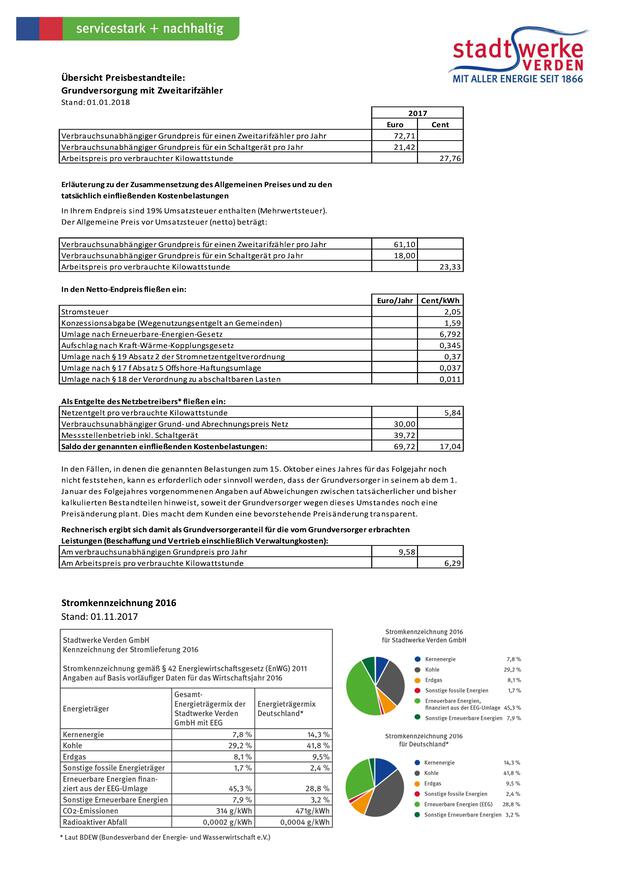 servicestark + nachhaltig
stadtwerke
VERDEN
MIT ALLER ENERGIE SEIT 1866
Übersicht Preisbestandteile:
Grundversorgung mit Zweitarifzähler
Stand: 01.01.2018
2017
Euro Cent
Verbrauchsunabhängiger Grundpreis für einen Zweitarifzähler pro Jahr 72,71
Verbrauchsunabhängiger Grundpreis für ein Schaltgerät pro Jahr 21,42
Arbeitspreis pro verbrauchter Kilowattstunde 27,76
Erläuterung zu der Zusammensetzung des Allgemeinen Preises und zu den
tatsächlich einfließenden Kostenbelastungen
In Ihrem Endpreis sind 19% Umsatzsteuer enthalten (Mehrwertsteuer).
Der Allgemeine Preis vor Umsatzsteuer (netto) beträgt:
Verbrauchsunabhängiger Grundpreis für einen Zweitarifzähler pro Jahr 61,10
Verbrauchsunabhängiger Grundpreis für ein Schaltgerät pro Jahr 18,00
Arbeitspreis pro verbrauchte Kilowattstunde 23,33
In den Netto-Endpreis fließen ein:
Euro/Jahr Cent/kWh
Stromsteuer 2,05
Konzessionsabgabe (Wegenutzungsentgelt an Gemeinden) 1,59
Umlage nach Erneuerbare-Energien-Gesetz 6,792
Aufschlag nach Kraft-Wärme-Kopplungsgesetz 0,345
Umlage nach § 19 Absatz 2 der Stromnetzentgeltverordnung 0,37
Umlage nach § 17 f Absatz 5 Offshore-Haftungsumlage 0,037
Umlage nach § 18 der Verordnung zu abschaltbaren Lasten 0,011
Als Entgelte des Netzbetreibers* fließen ein:
Netzentgelt pro verbrauchte Kilowattstunde 5,84
Verbrauchsunabhängiger Grund- und Abrechnungspreis Netz 30,00
Messstellenbetrieb inkl. Schaltgerät 39,72
Saldo der genannten einfließenden Kostenbelastungen: 69,72 17,04
In den Fällen, in denen die genannten Belastungen zum 15. Oktober eines Jahres für das Folgejahr noch
nicht feststehen, kann es erforderlich oder sinnvoll werden, dass der Grundversorger in seinem ab dem 1.
Januar des Folgejahres vorgenommenen Angaben auf Abweichungen zwischen tatsächerlicher und bisher
kalkulierten Bestandteilen hinweist, soweit der Grundversorger wegen dieses Umstandes noch eine
Preisänderung plant. Dies macht dem Kunden eine bevorstehende Preisänderung transparent.
Rechnerisch ergibt sich damit als Grundversorgeranteil für die vom Grundversorger erbrachten
Leistungen (Beschaffung und Vertrieb einschließlich Verwaltungkosten):
Am verbrauchsunabhängigen Grundpreis pro Jahr 9,58
Am Arbeitspreis pro verbrauchte Kilowattstunde 6,29
Stromkennzeichnung 2016
Stand: 01.11.2017
Stadtwerke Verden GmbH
Kennzeichnung der Stromlieferung 2016
Stromkennzeichnung gemäß § 42 Energiewirtschaftsgesetz (EnWG) 2011
Angaben auf Basis vorläufiger Daten für das Wirtschaftsjahr 2016
Energieträger
Gesamt-
Energieträgermix der
Stadtwerke Verden
GmbH mit EEG
Energieträgermix
Deutschland*
Kernenergie 7,8 % 14,3 %
Kohle 29,2 % 41,8 %
Erdgas 8,1 % 9,5%
Sonstige fossile Energieträger 1,7 % 2,4 %
Erneuerbare Energien finan-
ziert aus der EEG-Umlage 45,3 % 28,8 %
Sonstige Erneuerbare Energien 7,9 % 3,2 %
CO2-Emissionen 314 g/kWh 471g/kWh
Radioaktiver Abfall 0,0002 g/kWh 0,0004 g/kWh
* Laut BDEW (Bundesverband der Energie- und Wasserwirtschaft e.V.)
Stromkennzeichnung 2016
für Stadtwerke Verden GmbH
Kernenergie 7,8 %
Kohle 29,2 %
Erdgas 8,1 %
Sonstige fossile Energien 1,7 %
Erneuerbare Energien,
finanziert aus der EEG-Umlage 45,3 %
Sonstige Erneuerbare Energien 7,9 %
Stromkennzeichnung 2016
für Deutschland*
Kernenergie 14,3 %
Kohle 41,8 %
Erdgas 9,5 %
Sonstige fossile Energien 2,4 %
Erneuerbare Energien (EEG) 28,8 %
Sonstige Erneuerbare Energien 3,2 %